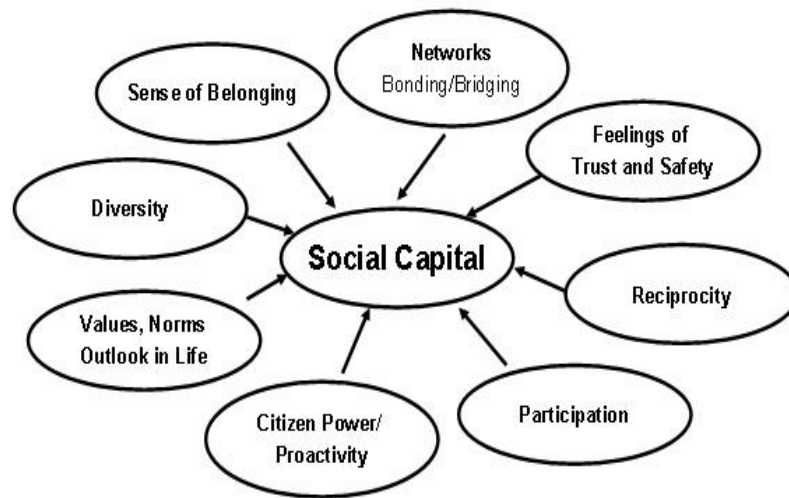 Networks
Bonding/Bridging
Sense of Belonging
Feelings of
Trust and Safety
Diversity
Social Capital
Reciprocity
Values, Norms
Outlook in Life
Citizen Power/
Proactivity
Participation